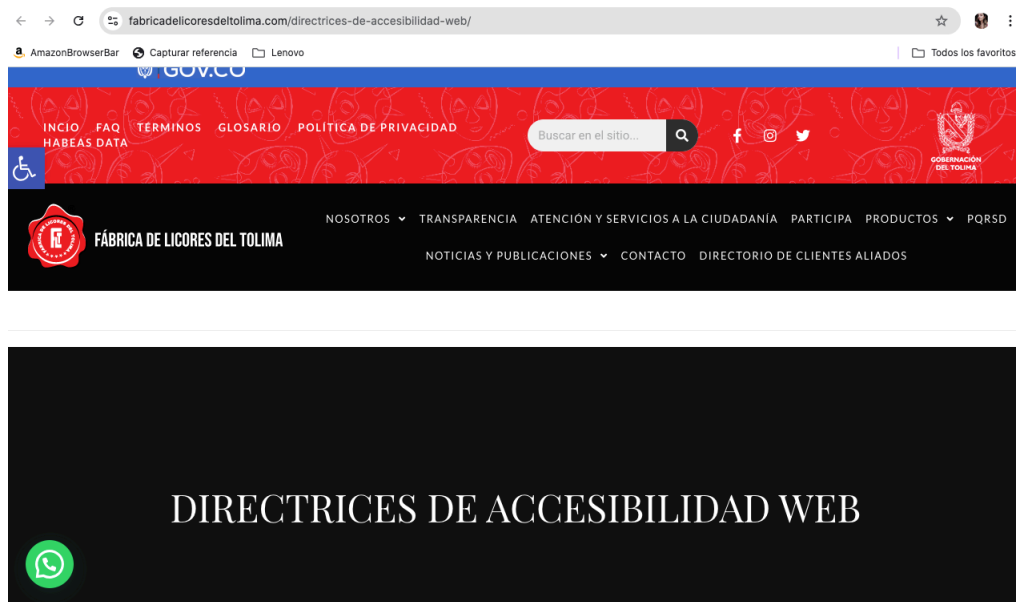 fabricadelicoresdeltolima.com/directrices-de-accesibilidad-web/
AmazonBrowserBar Capturar referencia Lenovo Todos los favoritos
GOV.CO
INCIO FAQ TÉRMINOS GLOSARIO POLÍTICA DE PRIVACIDAD
HABEAS DATA
Buscar en el sitio...
GOBERNACIÓN
DEL TOLIMA
FÁBRICA DE LICORES DEL TOLIMA
NOSOTROS TRANSPARENCIA ATENCIÓN Y SERVICIOS A LA CIUDADANÍA PARTICIPA PRODUCTOS PQRSD
NOTICIAS Y PUBLICACIONES CONTACTO DIRECTORIO DE CLIENTES ALIADOS
DIRECTRICES DE ACCESIBILIDAD WEB